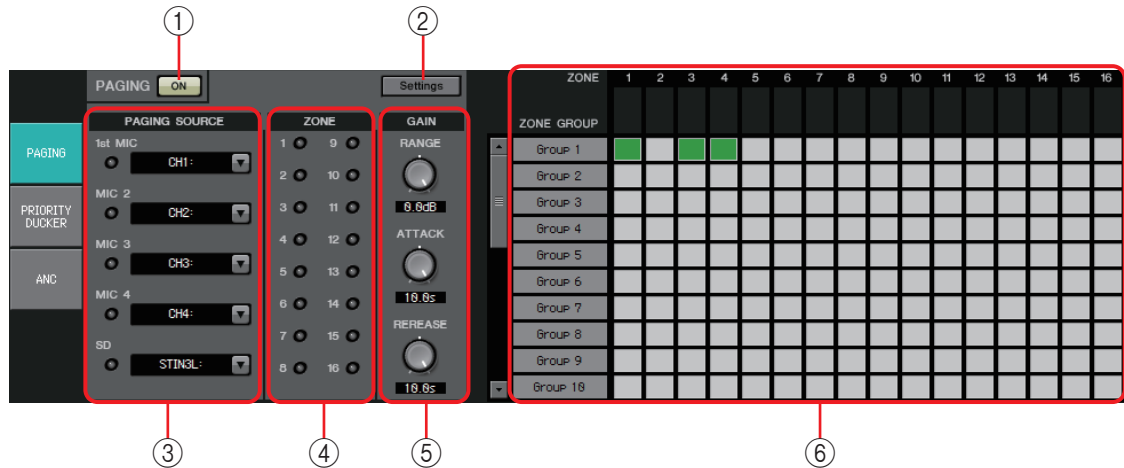 ① ②
PAGING ON Settings
ZONE 1 2 3 4 5 6 7 8 9 10 11 12 13 14 15 16
ZONE GROUP
PAGING
PRIORITY
DUCKER
ANC
PAGING SOURCE
1st MIC
CH1:
MIC 2
CH2:
MIC 3
CH3:
MIC 4
CH4:
SD
STIN3L:
ZONE
1 9
2 10
3 11
4 12
5 13
6 14
7 15
8 16
GAIN
RANGE
0.0dB
ATTACK
10.0s
REREASE
10.0s
Group 1
Group 2
Group 3
Group 4
Group 5
Group 6
Group 7
Group 8
Group 9
Group 10
③ ④ ⑤ ⑥